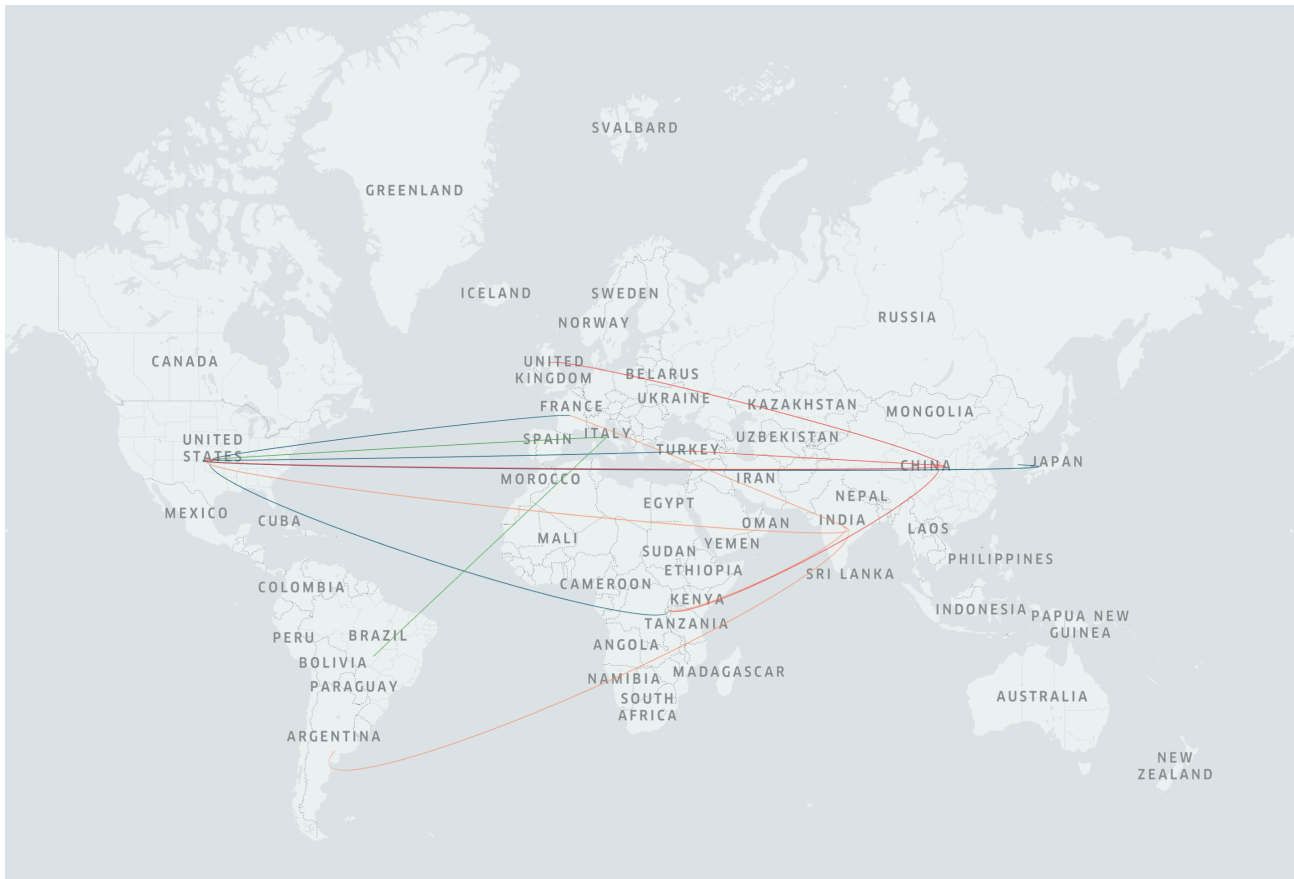 SVALBARD
GREENLAND
ICELAND
SWEDEN
NORWAY
RUSSIA
CANADA
UNITED
KINGDOM
BELARUS
UKRAINE
FRANCE
KAZAKHSTAN
MONGOLIA
UNITED
STATES
SPAIN
ITALY
TURKEY
UZBEKISTAN
CHINA
JAPAN
MOROCCO
IRAN
NEPAL
EGYPT
MEXICO
CUBA
OMAN
INDIA
LAOS
MALI
SUDAN
YEMEN
PHILIPPINES
ETHIOPIA
SRI LANKA
COLOMBIA
CAMEROON
KENYA
INDONESIA
PAPUA NEW
GUINEA
TANZANIA
PERU
BRAZIL
ANGOLA
BOLIVIA
NAMIBIA
MADAGASCAR
PARAGUAY
SOUTH
AFRICA
AUSTRALIA
ARGENTINA
NEW
ZEALAND